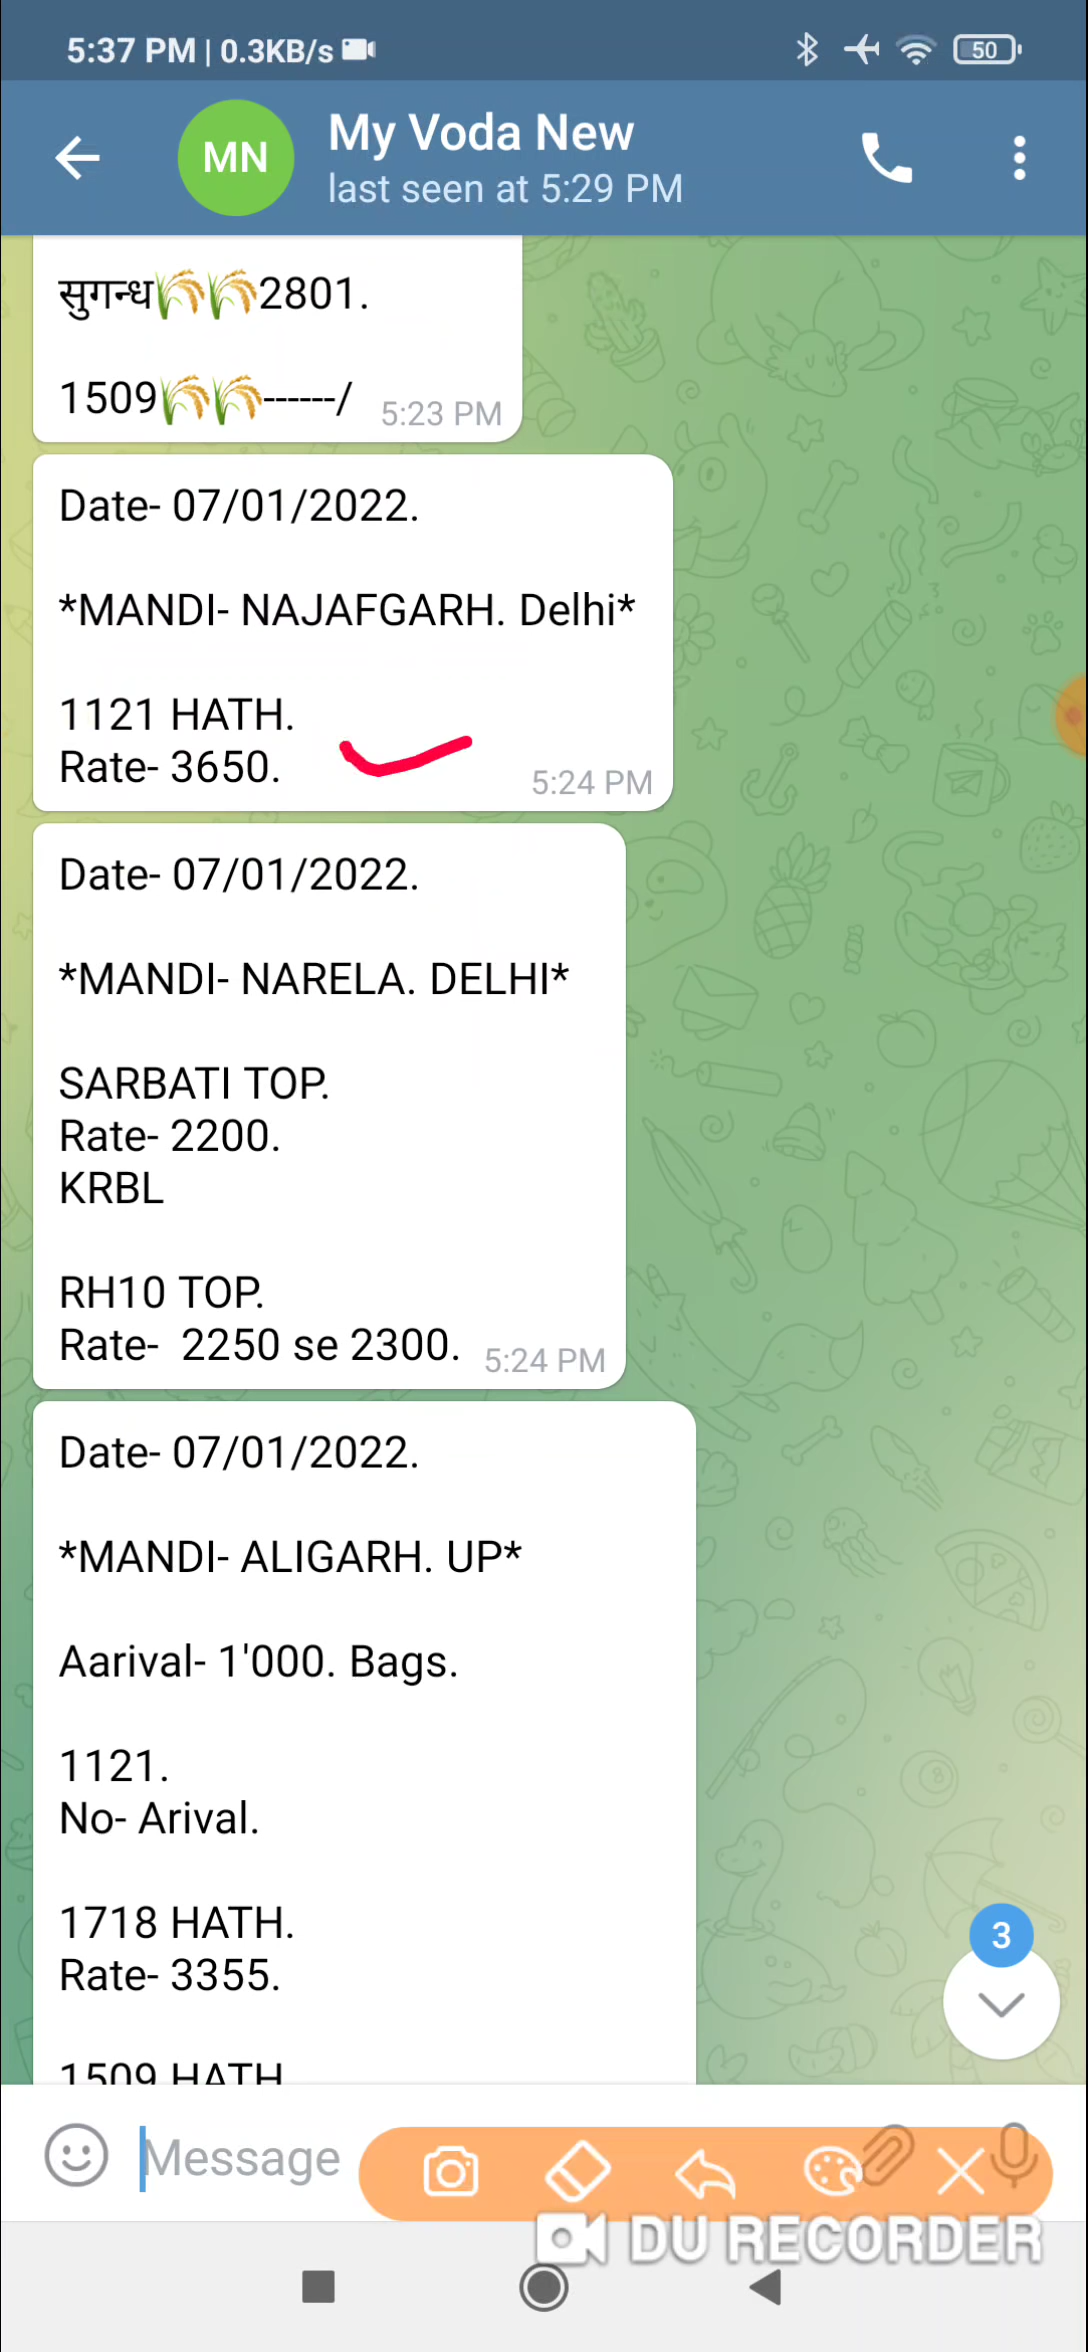 5:37 PM | 0.3KB/s
50
MN
My Voda New
last seen at 5:29 PM
सुगन्ध🌾🌾2801.
1509🌾🌾------/ 5:23 PM
Date- 07/01/2022.
*MANDI- NAJAFGARH. Delhi*
1121 HATH.
Rate- 3650.
5:24 PM
Date- 07/01/2022.
*MANDI- NARELA. DELHI*
SARBATI TOP.
Rate- 2200.
KRBL
RH10 TOP.
Rate-  2250 se 2300. 5:24 PM
Date- 07/01/2022.
*MANDI- ALIGARH. UP*
Aarival- 1'000. Bags.
1121.
No- Arival.
1718 HATH.
Rate- 3355.
3
1509 HATH
Message
DU RECORDER